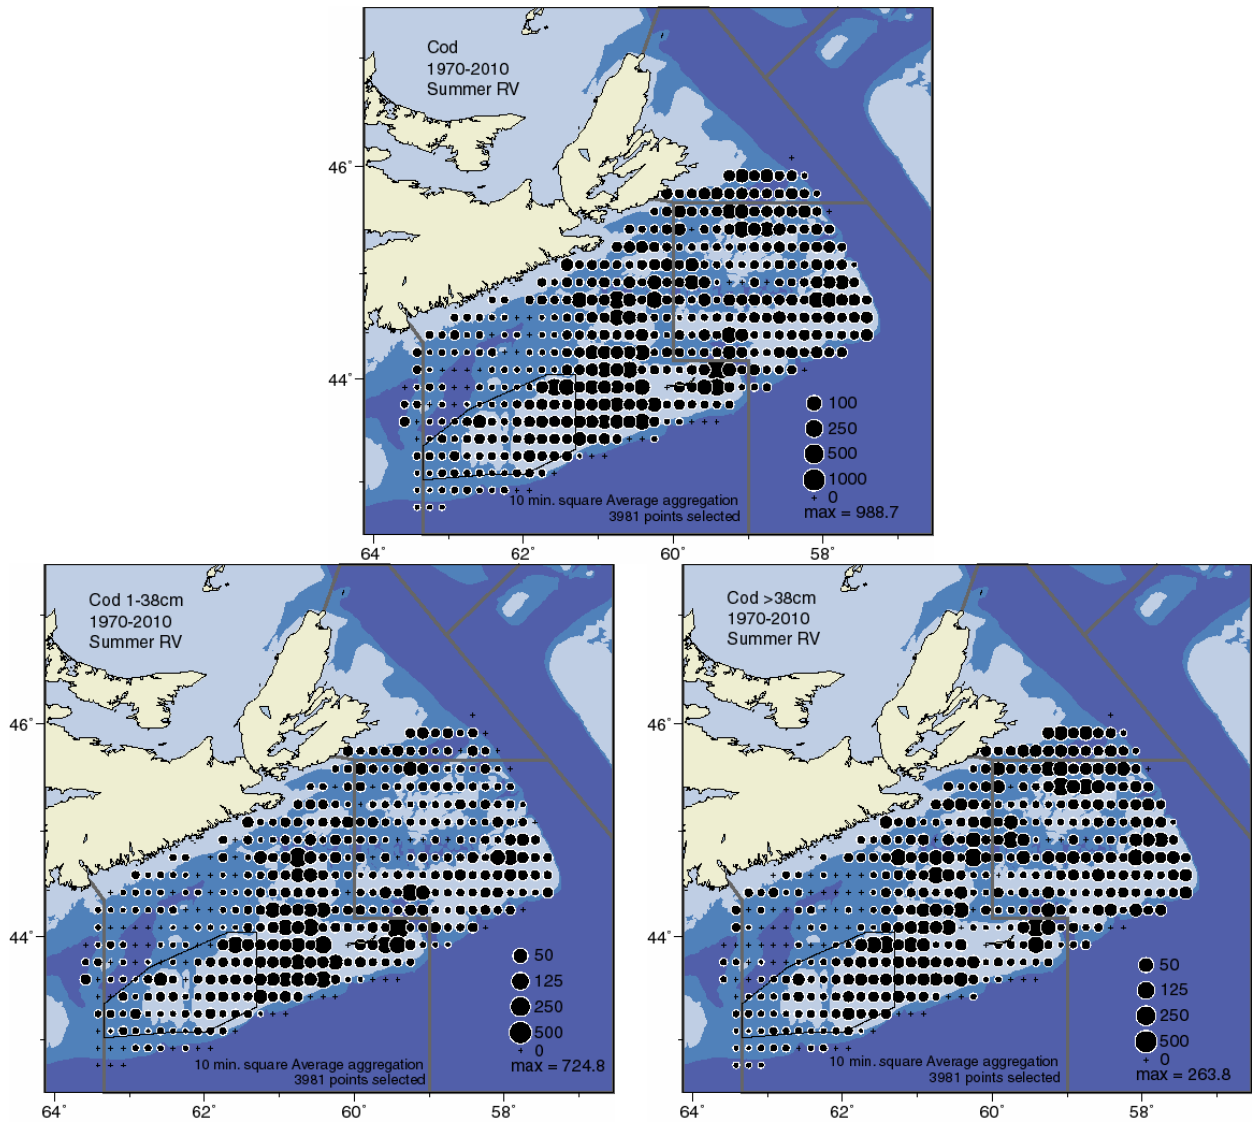 Cod
1970-2010
Summer RV
46°
44°
100
250
500
1000
0
max = 988.7
10 min. square Average aggregation
3981 points selected
64°
62°
60°
58°
Cod 1-38cm
1970-2010
Summer RV
46°
44°
50
125
250
500
0
max = 724.8
10 min. square Average aggregation
3981 points selected
64°
62°
60°
58°
Cod >38cm
1970-2010
Summer RV
46°
44°
50
125
250
500
0
max = 263.8
10 min. square Average aggregation
3981 points selected
64°
62°
60°
58°